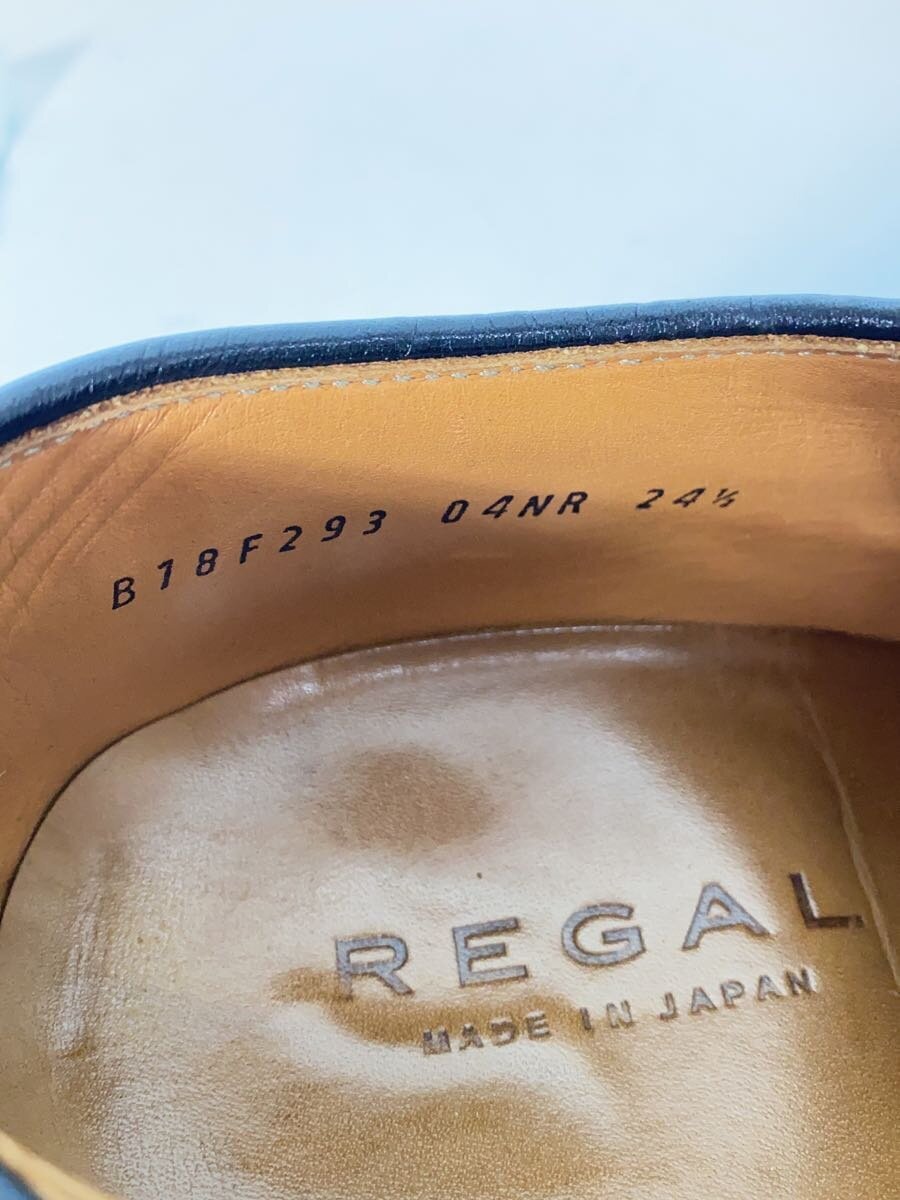 B18F293 04NR 24½
REGAL
MADE IN JAPAN